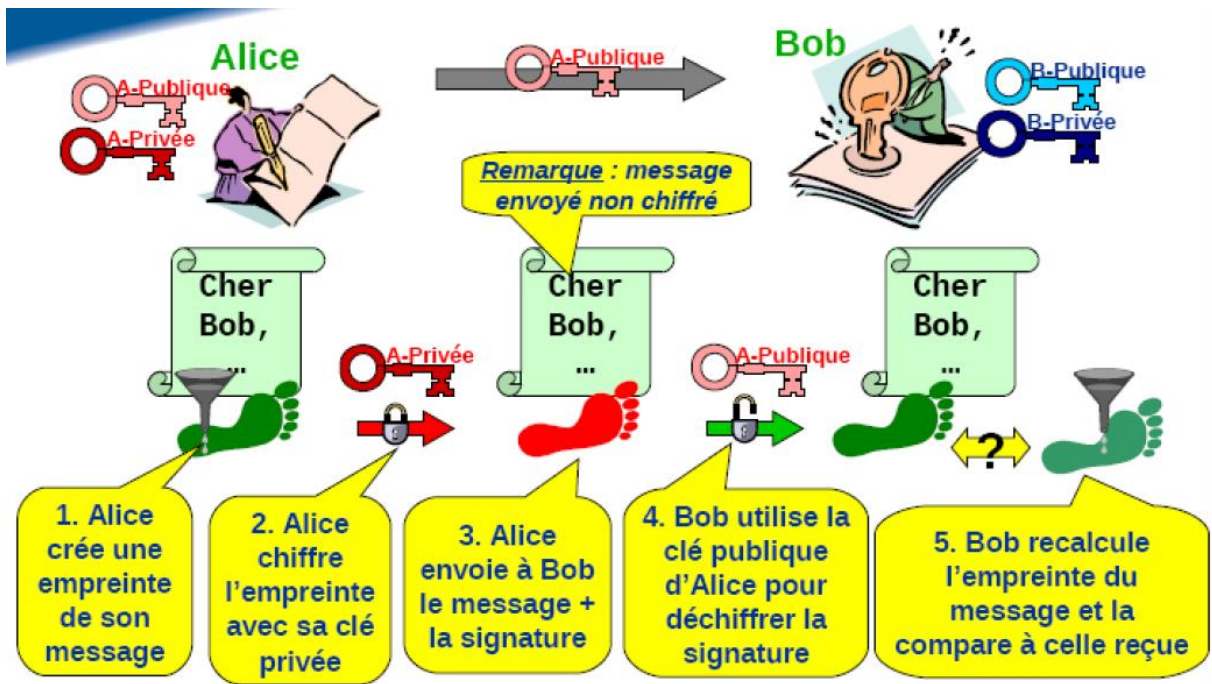 Alice
A-Publique
A-Privée
A-Publique
Bob
B-Publique
B-Privée
Remarque : message
envoyé non chiffré
Cher
Bob,
…
A-Privée
Cher
Bob,
…
A-Publique
Cher
Bob,
…
?
1. Alice
crée une
empreinte
de son
message
2. Alice
chiffre
l’empreinte
avec sa clé
privée
3. Alice
envoie à Bob
le message +
la signature
4. Bob utilise la
clé publique
d’Alice pour
déchiffrer la
signature
5. Bob recalcule
l’empreinte du
message et la
compare à celle reçue